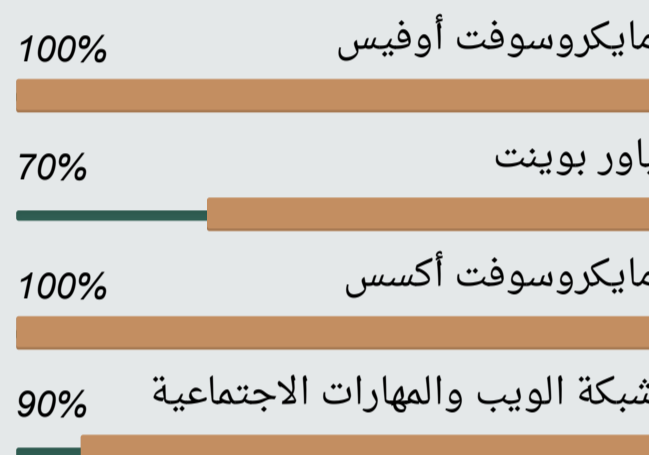 مايكروسوفت أوفيس 100%
باور بوينت 70%
مايكروسوفت أكسس 100%
شبكة الويب والمهارات الاجتماعية 90%